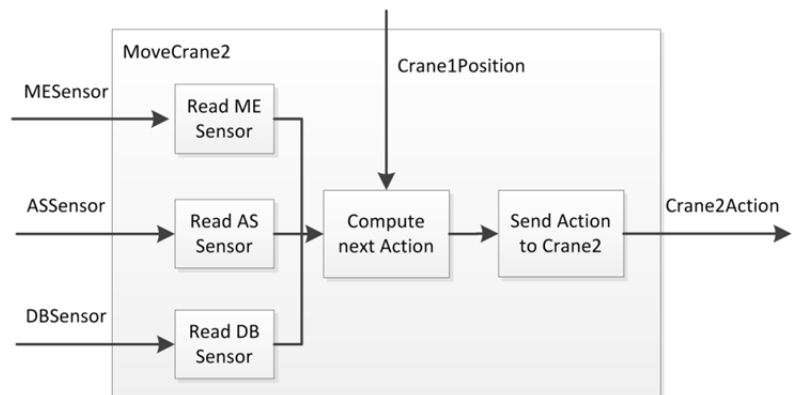 MoveCrane2
Crane1Position
MESensor
Read ME
Sensor
ASSensor
Read AS
Sensor
Compute
next Action
Send Action
to Crane2
Crane2Action
DBSensor
Read DB
Sensor